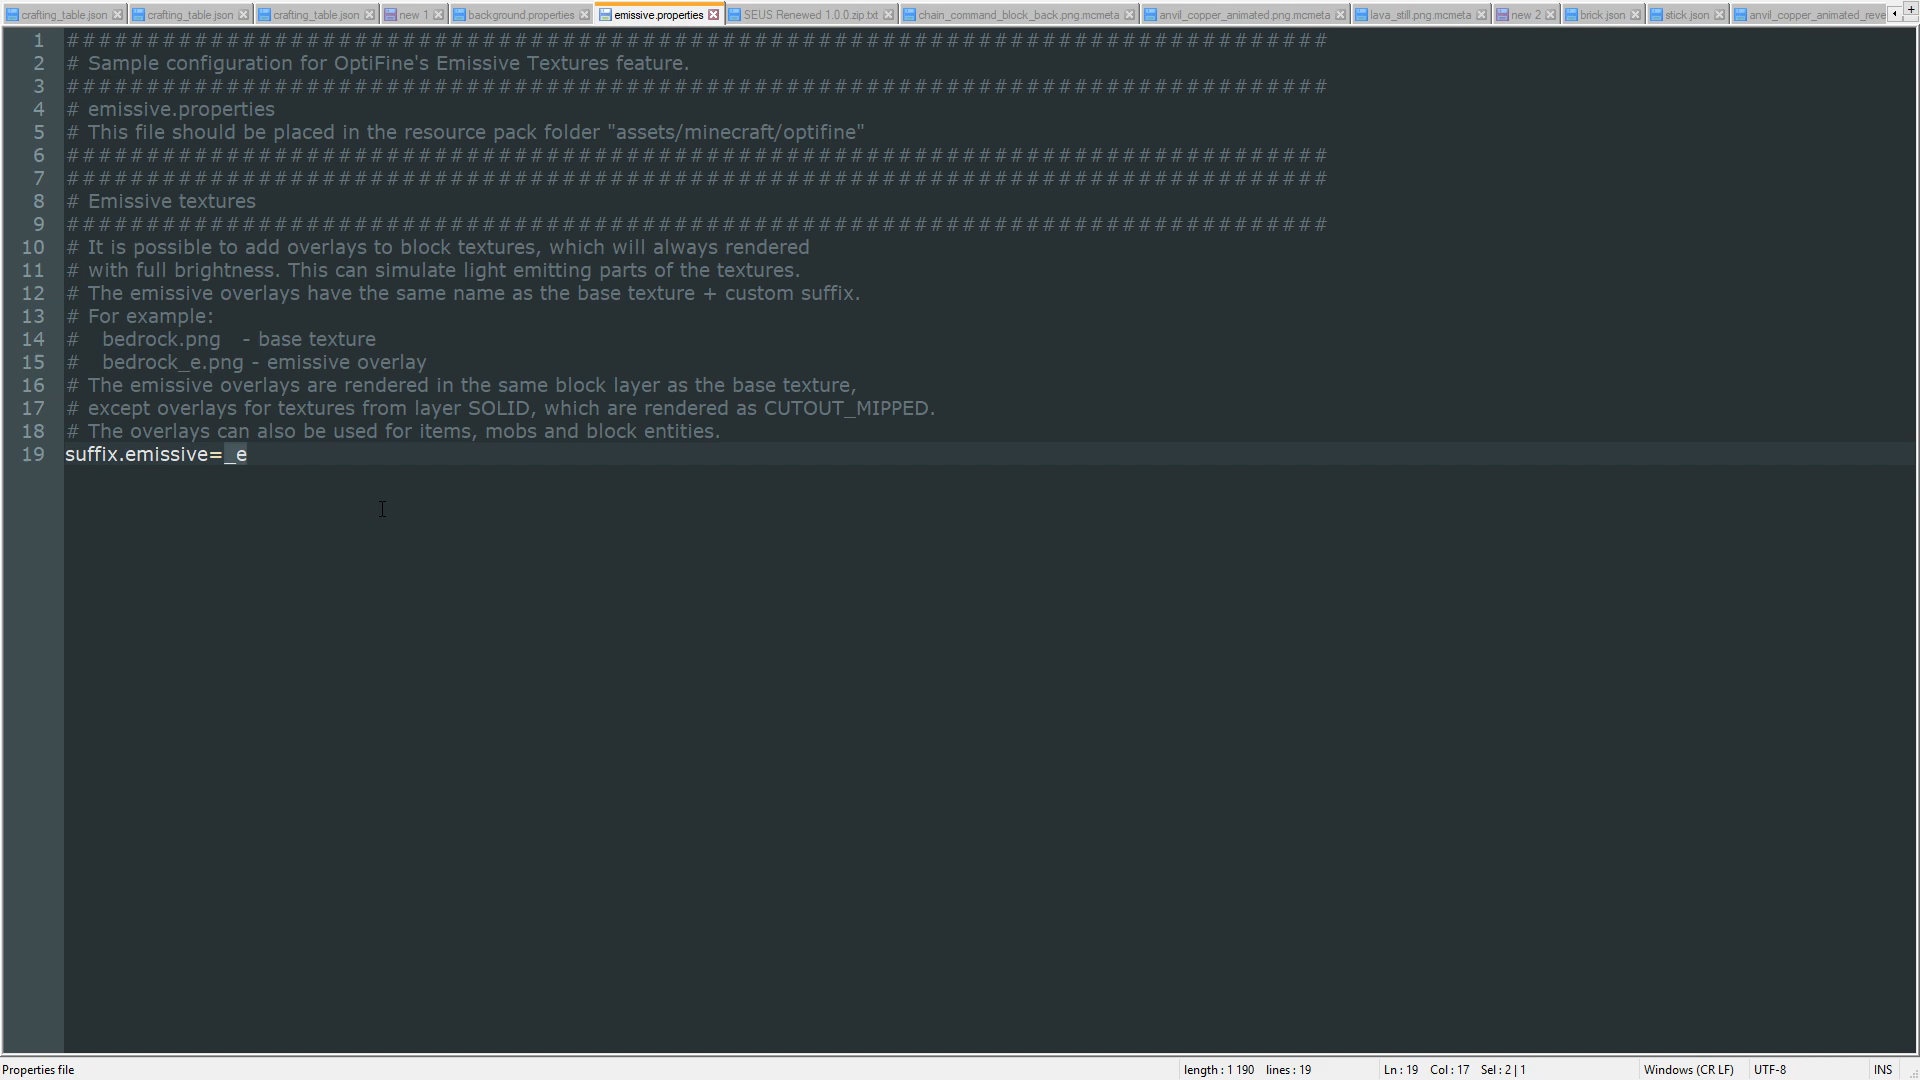 crafting_table.json crafting_table.json crafting_table.json new 1 background.properties emissive.properties SEUS Renewed 1.0.0.zip.txt chain_command_block_back.png.mcmeta anvil_copper_animated.png.mcmeta lava_still.png.mcmeta new 2 brick.json stick.json anvil_copper_animated_reve
1 ################################################################################
2 # Sample configuration for OptiFine's Emissive Textures feature.
3 ################################################################################
4 # emissive.properties
5 # This file should be placed in the resource pack folder "assets/minecraft/optifine"
6 ################################################################################
7 ################################################################################
8 # Emissive textures
9 ################################################################################
10 # It is possible to add overlays to block textures, which will always rendered
11 # with full brightness. This can simulate light emitting parts of the textures.
12 # The emissive overlays have the same name as the base texture + custom suffix.
13 # For example:
14 #   bedrock.png   - base texture
15 #   bedrock_e.png - emissive overlay
16 # The emissive overlays are rendered in the same block layer as the base texture,
17 # except overlays for textures from layer SOLID, which are rendered as CUTOUT_MIPPED.
18 # The overlays can also be used for items, mobs and block entities.
19 suffix.emissive=_e
Properties file length : 1 190 lines : 19 Ln : 19 Col : 17 Sel : 2 | 1 Windows (CR LF) UTF-8 INS